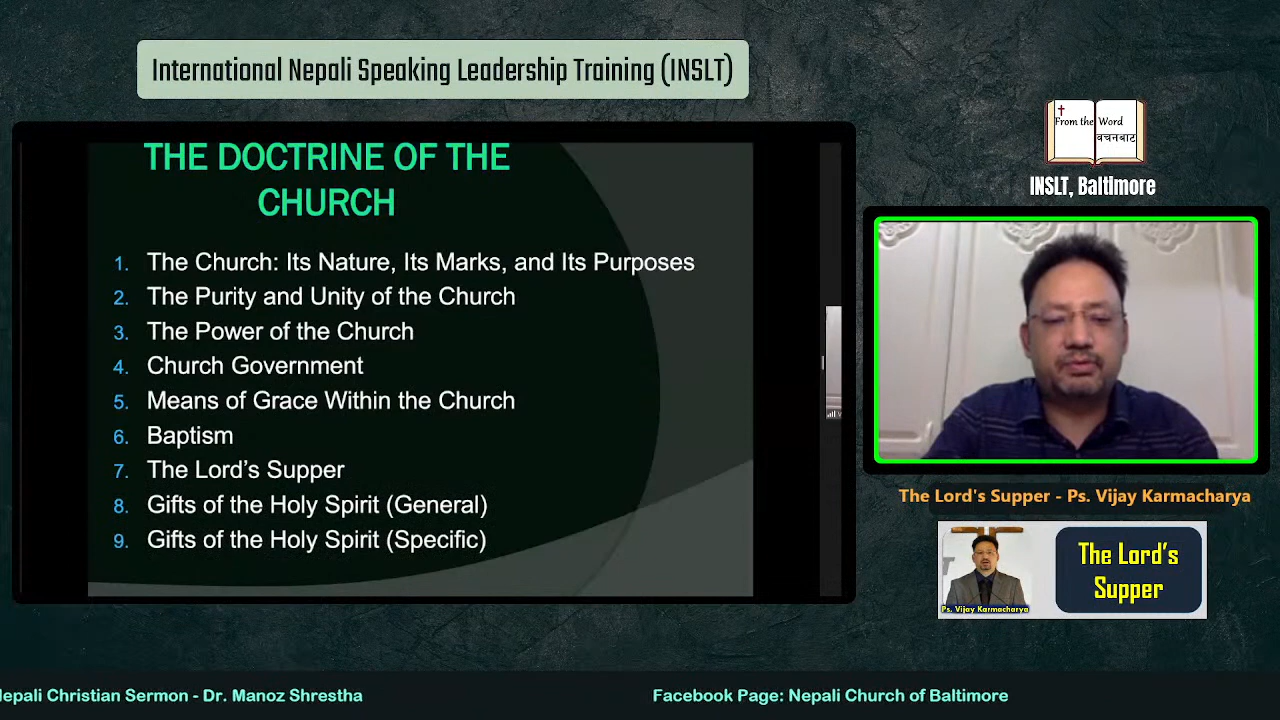 International Nepali Speaking Leadership Training (INSLT)
THE DOCTRINE OF THE
CHURCH
1. The Church: Its Nature, Its Marks, and Its Purposes
2. The Purity and Unity of the Church
3. The Power of the Church
4. Church Government
5. Means of Grace Within the Church
6. Baptism
7. The Lord’s Supper
8. Gifts of the Holy Spirit (General)
9. Gifts of the Holy Spirit (Specific)
From the Word
वचनबाट
INSLT, Baltimore
The Lord's Supper - Ps. Vijay Karmacharya
The Lord’s
Supper
Ps. Vijay Karmacharya
Nepali Christian Sermon - Dr. Manoz Shrestha
Facebook Page: Nepali Church of Baltimore